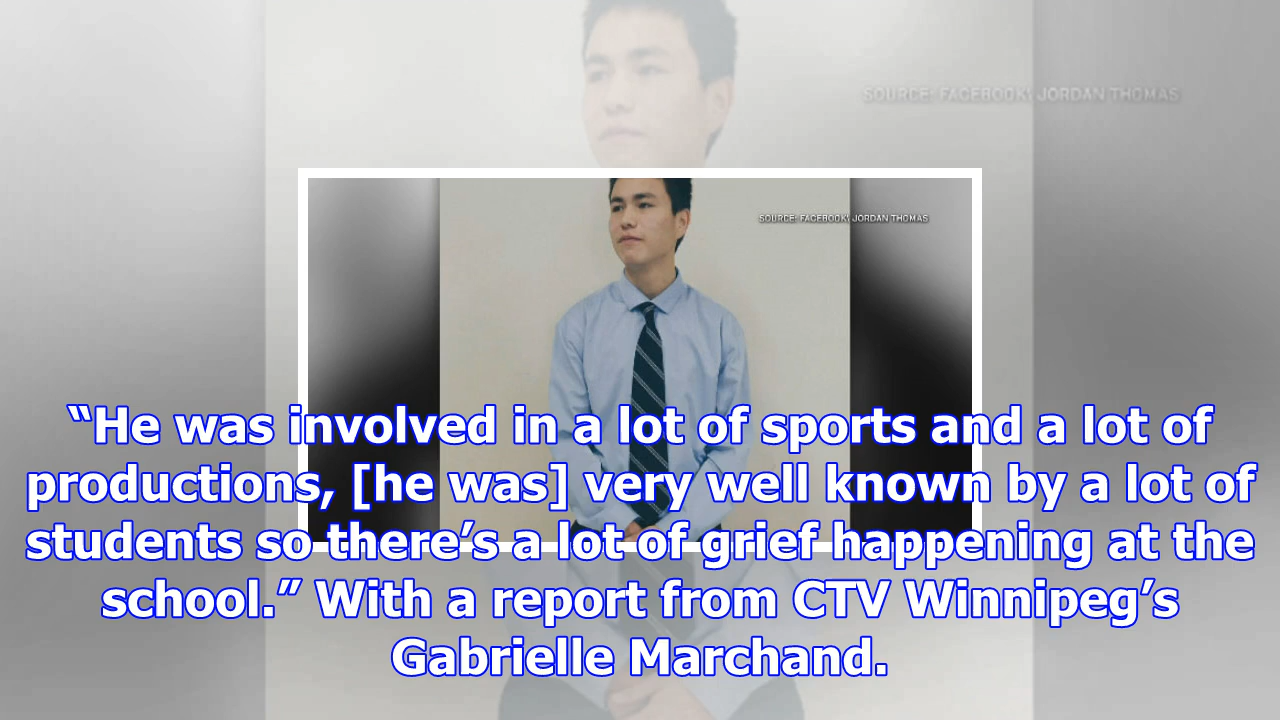 SOURCE: FACEBOOK\ JORDAN THOMAS
SOURCE: FACEBOOK\ JORDAN THOMAS
“He was involved in a lot of sports and a lot of
productions, [he was] very well known by a lot of
students so there’s a lot of grief happening at the
school.” With a report from CTV Winnipeg’s
Gabrielle Marchand.